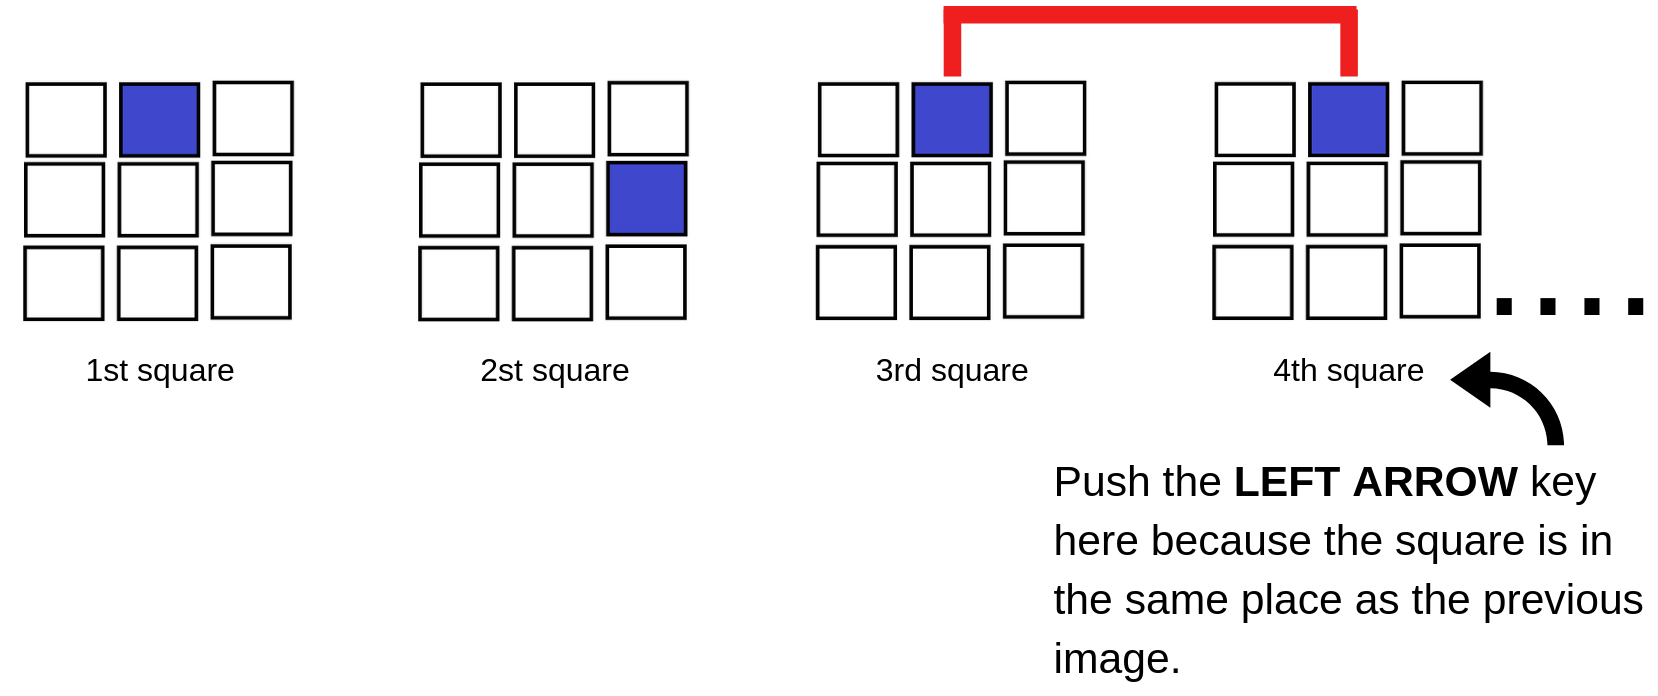 1st square
2st square
3rd square
4th square
Push the LEFT ARROW key
here because the square is in
the same place as the previous
image.